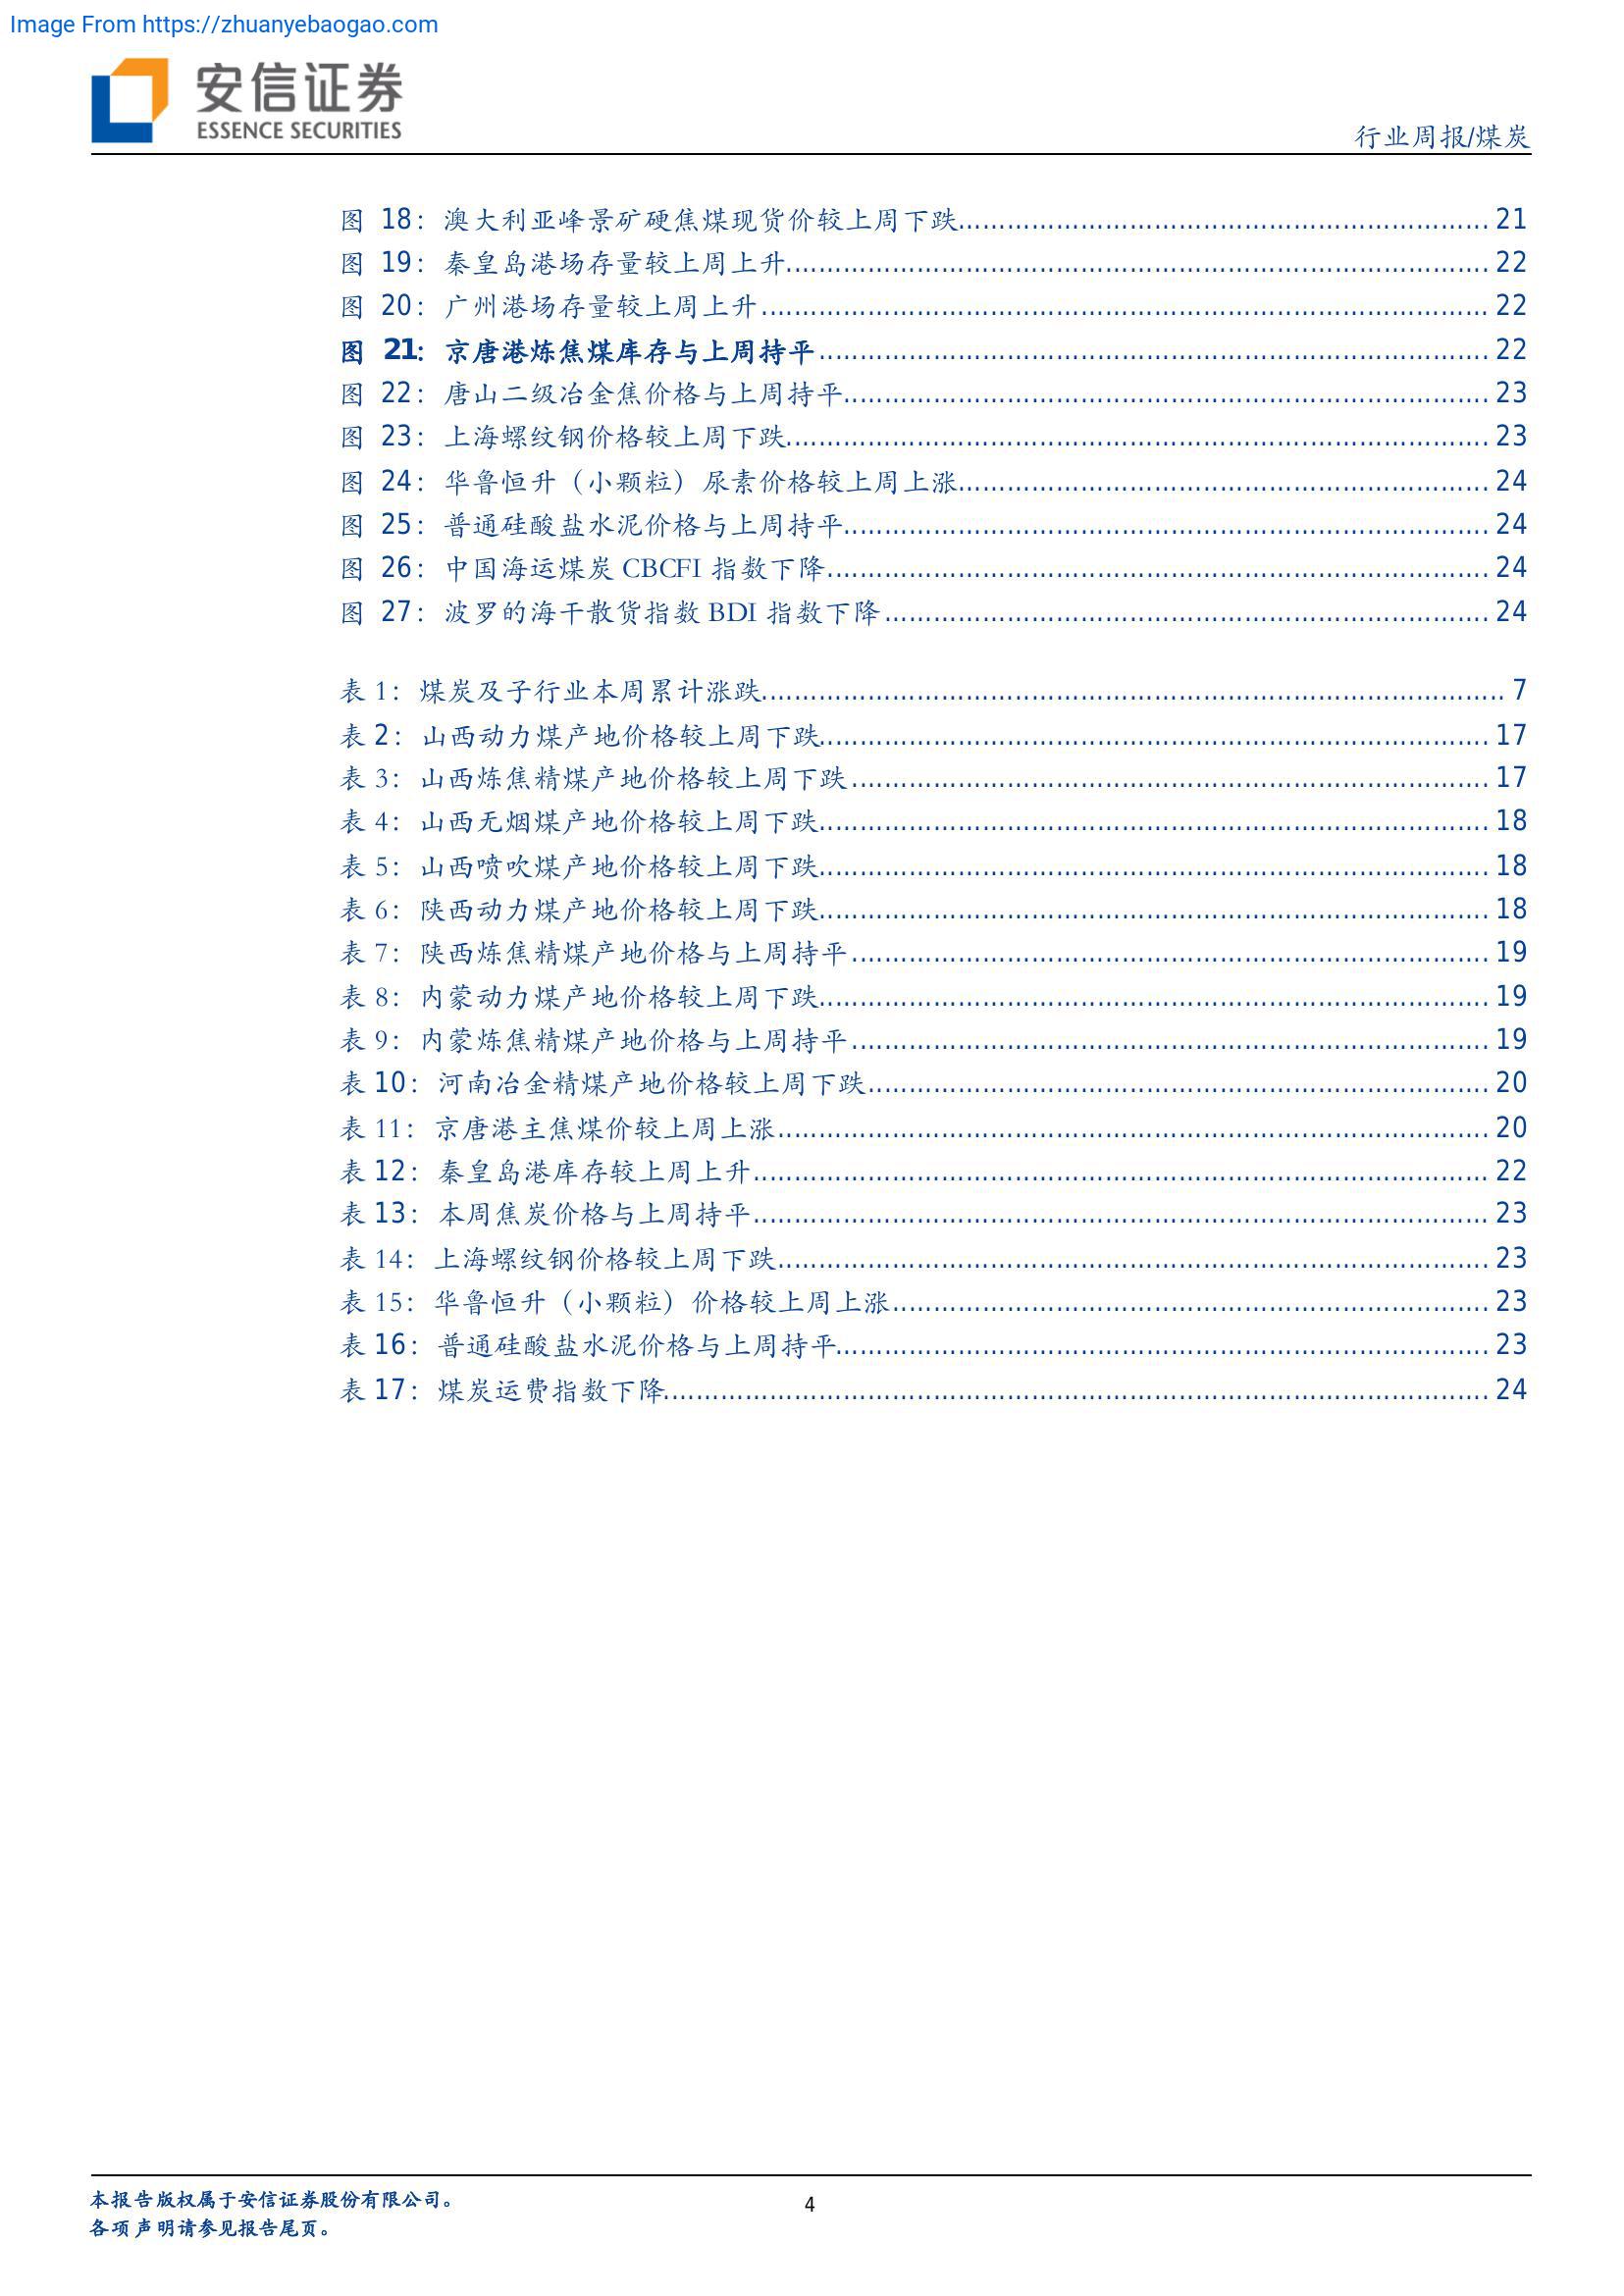 Image From https://zhuanyebaogao.com
安信证券
ESSENCE SECURITIES
行业周报/煤炭
图 18：澳大利亚峰景矿硬焦煤现货价较上周下跌 21
图 19：秦皇岛港场存量较上周上升 22
图 20：广州港场存量较上周上升 22
图 21：京唐港炼焦煤库存与上周持平 22
图 22：唐山二级冶金焦价格与上周持平 23
图 23：上海螺纹钢价格较上周下跌 23
图 24：华鲁恒升（小颗粒）尿素价格较上周上涨 24
图 25：普通硅酸盐水泥价格与上周持平 24
图 26：中国海运煤炭 CBCFI 指数下降 24
图 27：波罗的海干散货指数 BDI 指数下降 24
表 1：煤炭及子行业本周累计涨跌 7
表 2：山西动力煤产地价格较上周下跌 17
表 3：山西炼焦精煤产地价格较上周下跌 17
表 4：山西无烟煤产地价格较上周下跌 18
表 5：山西喷吹煤产地价格较上周下跌 18
表 6：陕西动力煤产地价格较上周下跌 18
表 7：陕西炼焦精煤产地价格与上周持平 19
表 8：内蒙动力煤产地价格较上周下跌 19
表 9：内蒙炼焦精煤产地价格与上周持平 19
表 10：河南冶金精煤产地价格较上周下跌 20
表 11：京唐港主焦煤价较上周上涨 20
表 12：秦皇岛港库存较上周上升 22
表 13：本周焦炭价格与上周持平 23
表 14：上海螺纹钢价格较上周下跌 23
表 15：华鲁恒升（小颗粒）价格较上周上涨 23
表 16：普通硅酸盐水泥价格与上周持平 23
表 17：煤炭运费指数下降 24
本报告版权属于安信证券股份有限公司。
各项声明请参见报告尾页。
4